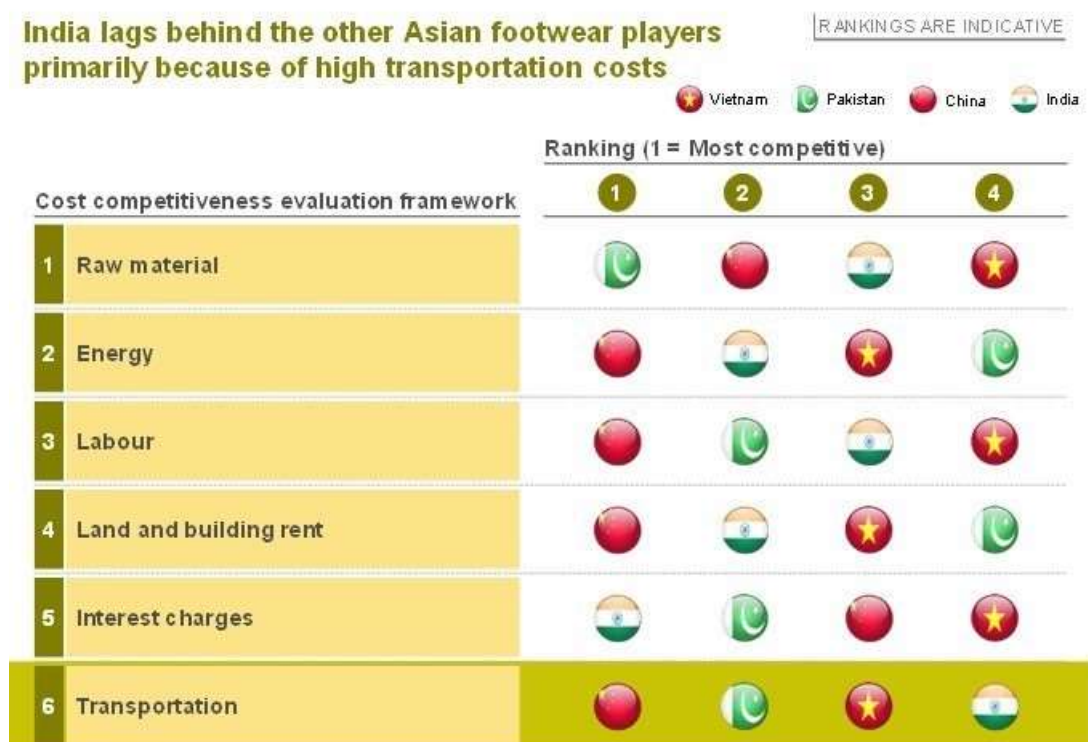 India lags behind the other Asian footwear players
primarily because of high transportation costs
RANKINGS ARE INDICATIVE
Vietnam Pakistan China India
Ranking (1 = Most competitive)
Cost competitiveness evaluation framework 1 2 3 4
1 Raw material
2 Energy
3 Labour
4 Land and building rent
5 Interest charges
6 Transportation